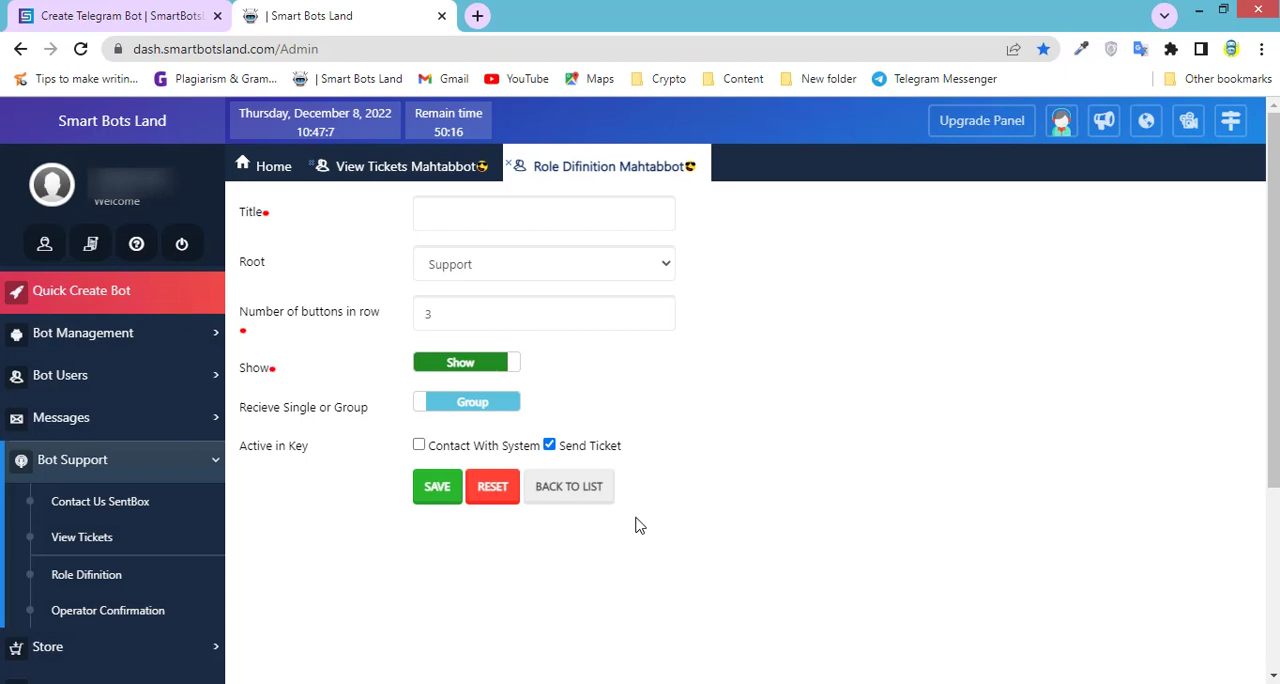 Create Telegram Bot | SmartBots
| Smart Bots Land
dash.smartbotsland.com/Admin
Tips to make writin...
Plagiarism & Gram...
| Smart Bots Land
Gmail
YouTube
Maps
Crypto
Content
New folder
Telegram Messenger
Other bookmarks
Smart Bots Land
Thursday, December 8, 2022
10:47:7
Remain time
50:16
Upgrade Panel
Welcome
Quick Create Bot
Bot Management
Bot Users
Messages
Bot Support
Contact Us SentBox
View Tickets
Role Difinition
Operator Confirmation
Store
Home
View Tickets Mahtabbot
Role Difinition Mahtabbot
Title
Root
Support
Number of buttons in row
3
Show
Show
Recieve Single or Group
Group
Active in Key
Contact With System
Send Ticket
SAVE
RESET
BACK TO LIST